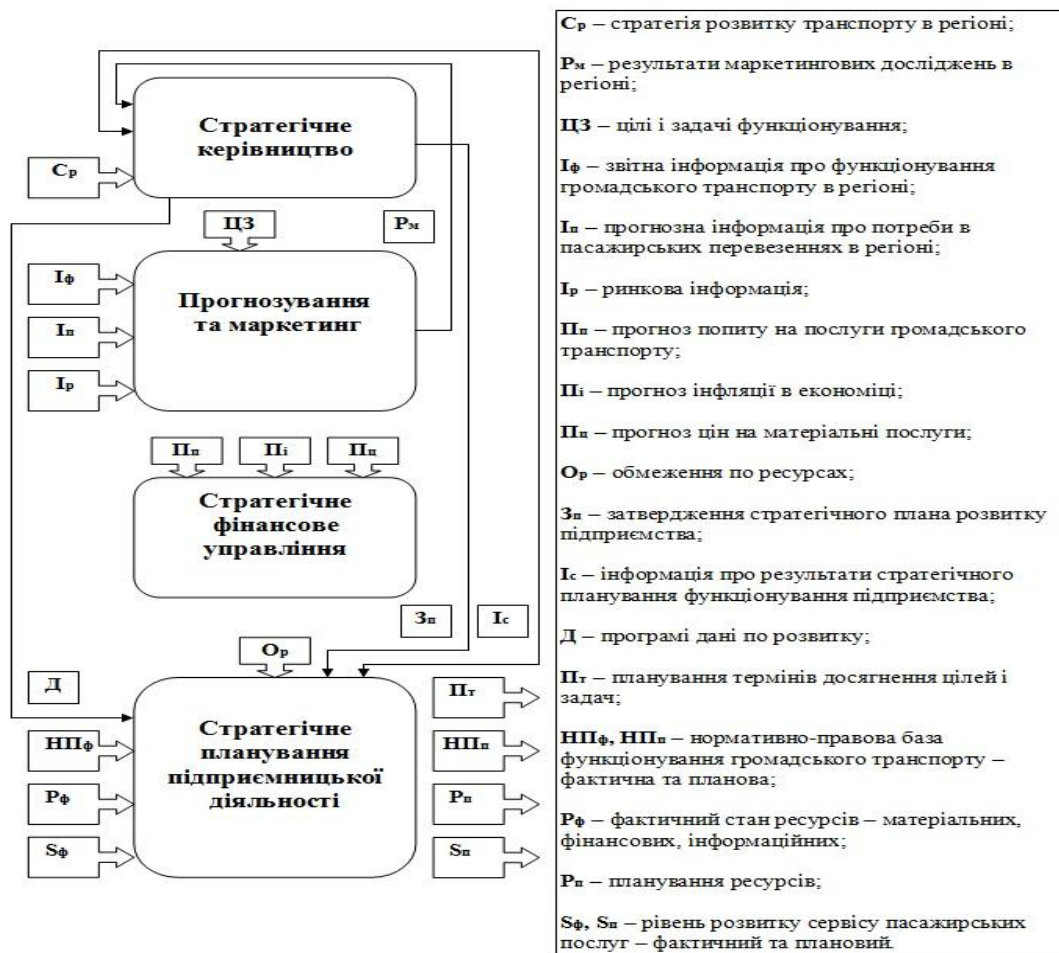 Стратегічне
керівництво
Ср
ЦЗ
Рм
Іф
Іп
Ір
Прогнозування
та маркетинг
Пп
Пі
Пц
Стратегічне
фінансове
управління
Зп
Іс
Ор
Д
НПф
Рф
Sф
Стратегічне
планування
підприємницької
діяльності
Пт
НПп
Рп
Sп
Ср – стратегія розвитку транспорту в регіоні;
Рм – результати маркетингових досліджень в
регіоні;
ЦЗ – цілі і задачі функціонування;
Іф – звітна інформація про функціонування
громадського транспорту в регіоні;
Іп – прогнозна інформація про потреби в
пасажирських перевезеннях в регіоні;
Ір – ринкова інформація;
Пп – прогноз попиту на послуги громадського
транспорту;
Пі – прогноз інфляції в економіці;
Пц – прогноз цін на матеріальні послуги;
Ор – обмеження по ресурсах;
Зп – затвердження стратегічного плана розвитку
підприємства;
Іс – інформація про результати стратегічного
планування функціонування підприємства;
Д – програмі дані по розвитку;
Пт – планування термінів досягнення цілей і
задач;
НПф, НПп – нормативно-правова база
функціонування громадського транспорту –
фактична та планова;
Рф – фактичний стан ресурсів – матеріальних,
фінансових, інформаційних;
Рп – планування ресурсів;
Sф, Sп – рівень розвитку сервісу пасажирських
послуг – фактичний та плановий.